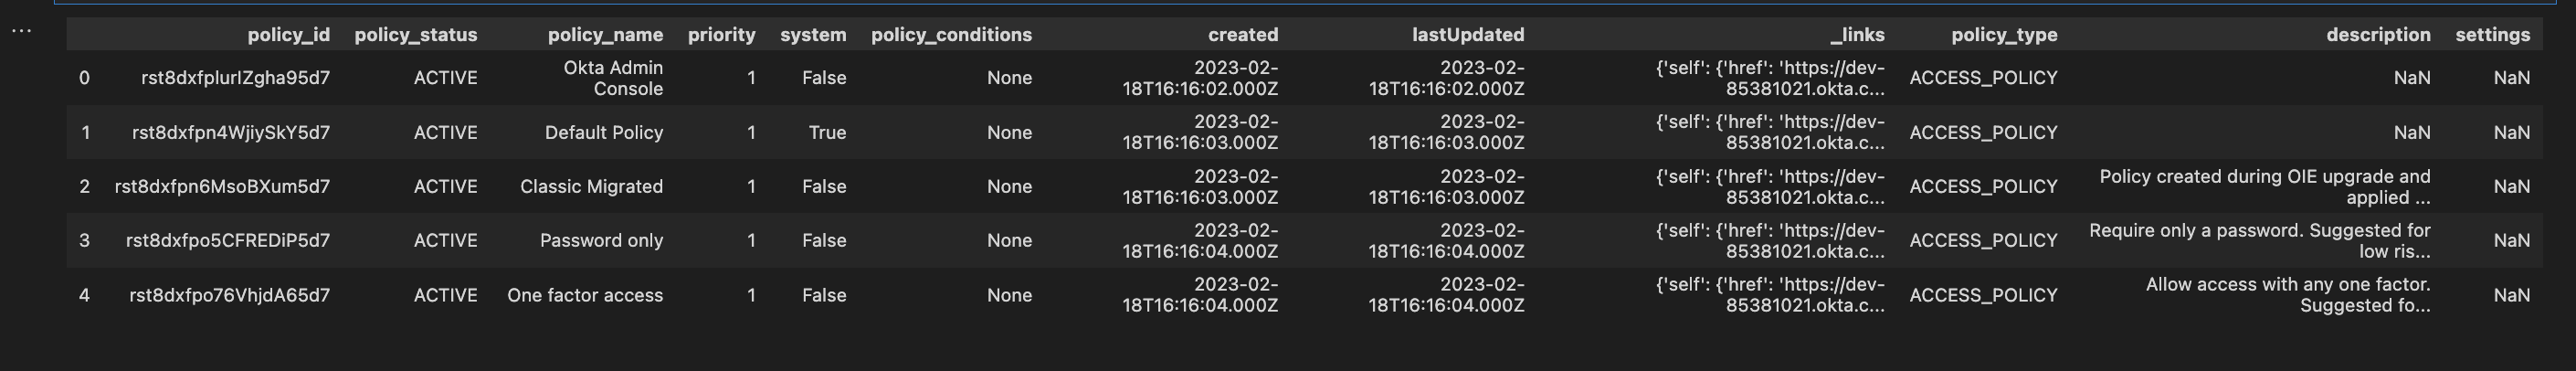 ...
policy_id policy_status policy_name priority system policy_conditions created lastUpdated _links policy_type description settings
0 rst8dxfplurlZgha95d7 ACTIVE Okta Admin Console 1 False None 2023-02-18T16:16:02.000Z 2023-02-18T16:16:02.000Z {'self': {'href': 'https://dev-85381021.okta.c... ACCESS_POLICY NaN NaN
1 rst8dxfpn4WjiySkY5d7 ACTIVE Default Policy 1 True None 2023-02-18T16:16:03.000Z 2023-02-18T16:16:03.000Z {'self': {'href': 'https://dev-85381021.okta.c... ACCESS_POLICY NaN NaN
2 rst8dxfpn6MsoBXum5d7 ACTIVE Classic Migrated 1 False None 2023-02-18T16:16:03.000Z 2023-02-18T16:16:03.000Z {'self': {'href': 'https://dev-85381021.okta.c... ACCESS_POLICY Policy created during OIE upgrade and applied ... NaN
3 rst8dxfpo5CFREDiP5d7 ACTIVE Password only 1 False None 2023-02-18T16:16:04.000Z 2023-02-18T16:16:04.000Z {'self': {'href': 'https://dev-85381021.okta.c... ACCESS_POLICY Require only a password. Suggested for low ris... NaN
4 rst8dxfpo76VhjdA65d7 ACTIVE One factor access 1 False None 2023-02-18T16:16:04.000Z 2023-02-18T16:16:04.000Z {'self': {'href': 'https://dev-85381021.okta.c... ACCESS_POLICY Allow access with any one factor. Suggested fo... NaN